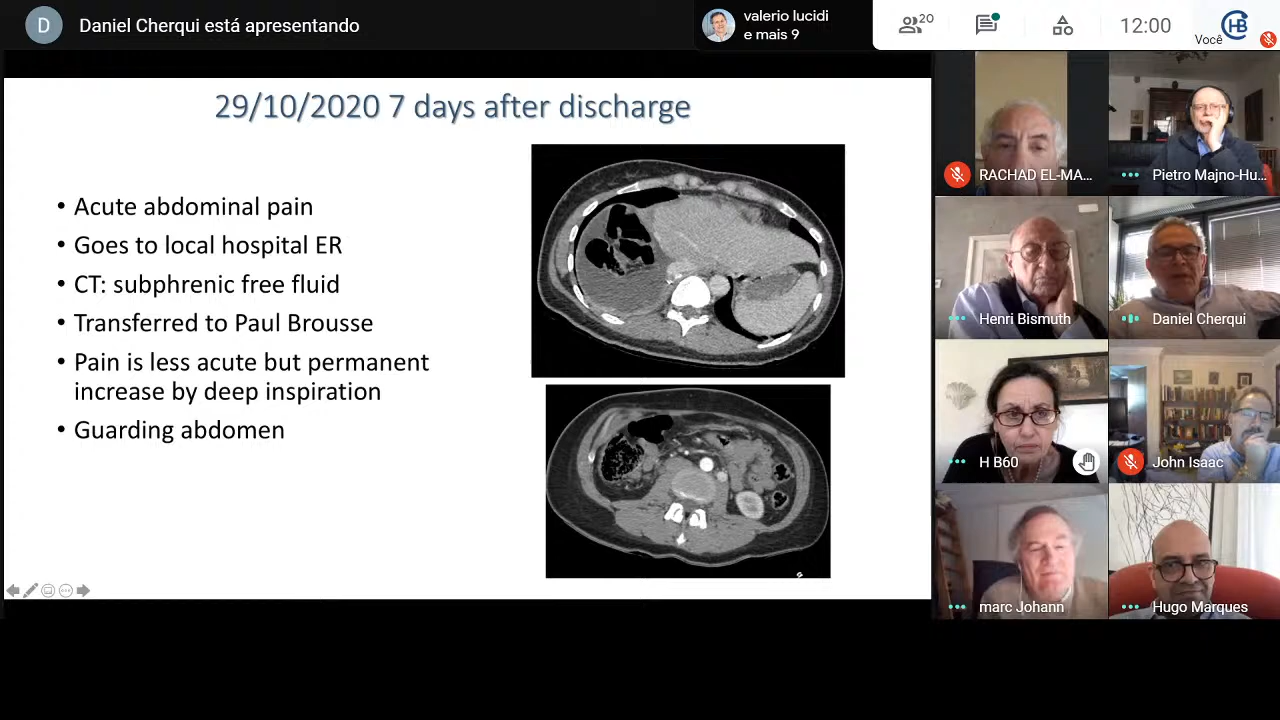 D
Daniel Cherqui está apresentando
valerio lucidi
e mais 9
20
12:00
Você
HB
29/10/2020 7 days after discharge
• Acute abdominal pain
• Goes to local hospital ER
• CT: subphrenic free fluid
• Transferred to Paul Brousse
• Pain is less acute but permanent
increase by deep inspiration
• Guarding abdomen
RACHAD EL-MA...
Pietro Majno-Hu...
Henri Bismuth
Daniel Cherqui
H B60
John Isaac
marc Johann
Hugo Marques